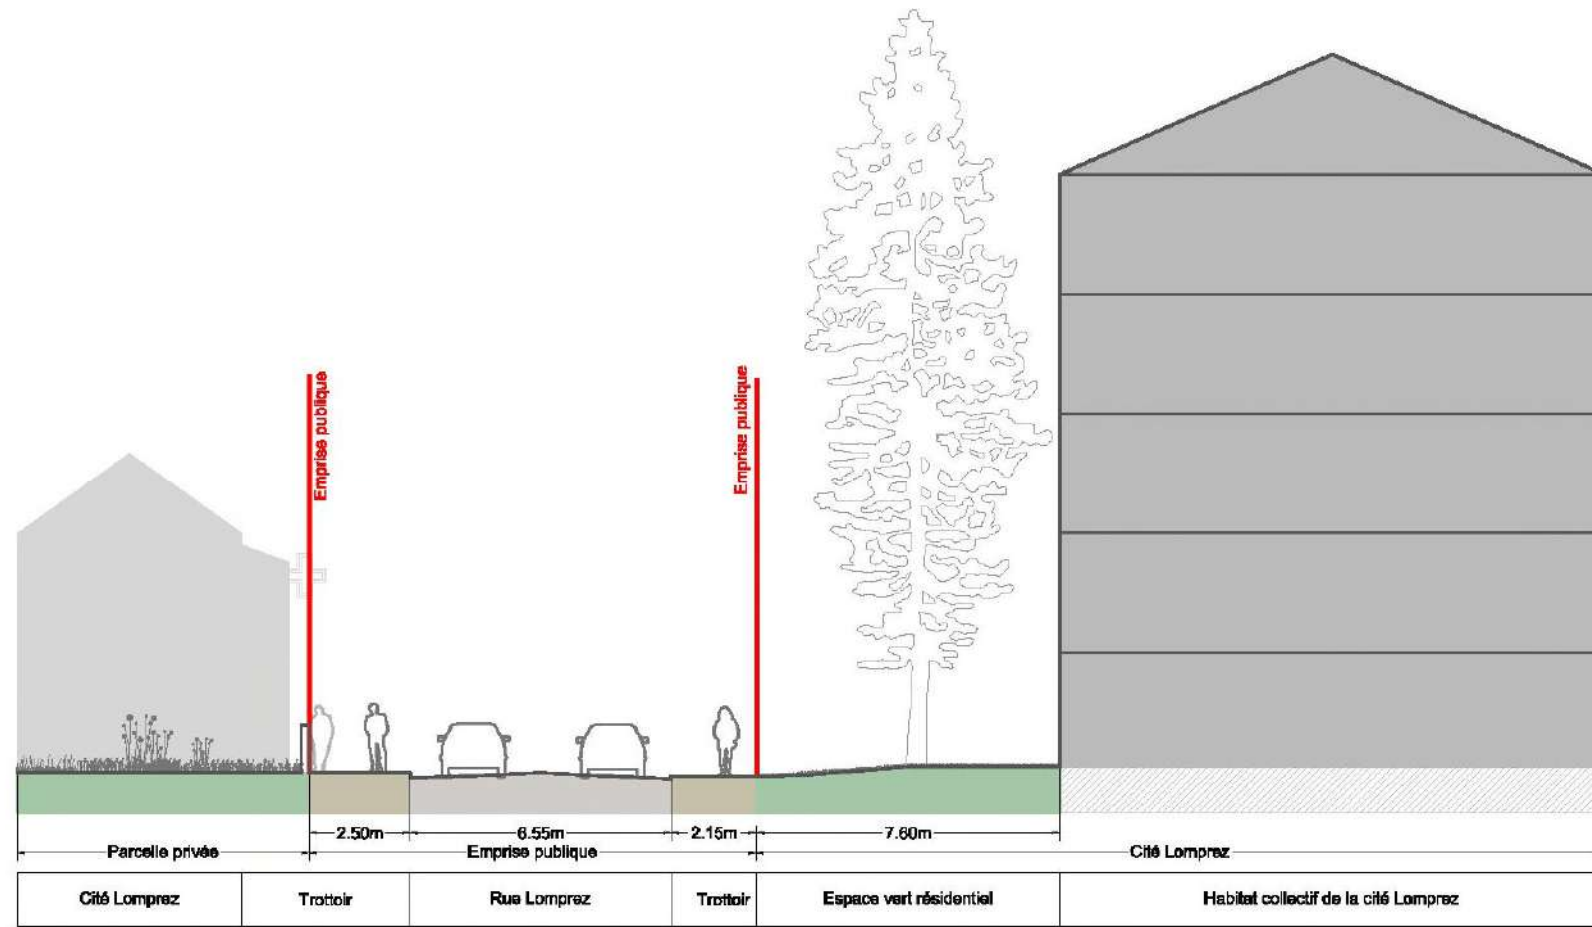 Emprise publique
Emprise publique
2.50m 6.55m 2.15m 7.60m
Parcelle privée Emprise publique Cité Lomprez
Cité Lomprez Trottoir Rue Lomprez Trottoir Espace vert résidentiel Habitat collectif de la cité Lomprez